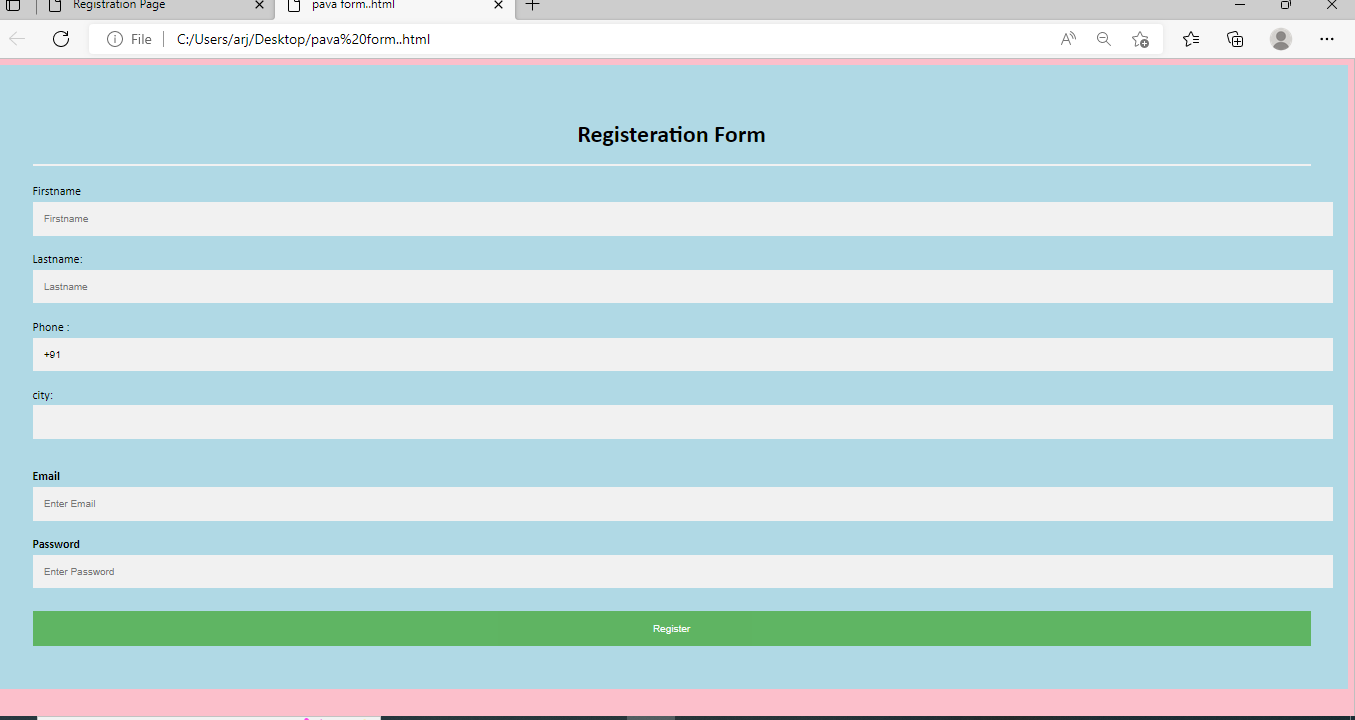 Registration Page
pava form..html
File
C:/Users/arj/Desktop/pava%20form..html
Registeration Form
Firstname
Firstname
Lastname:
Lastname
Phone :
+91
city:
Email
Enter Email
Password
Enter Password
Register